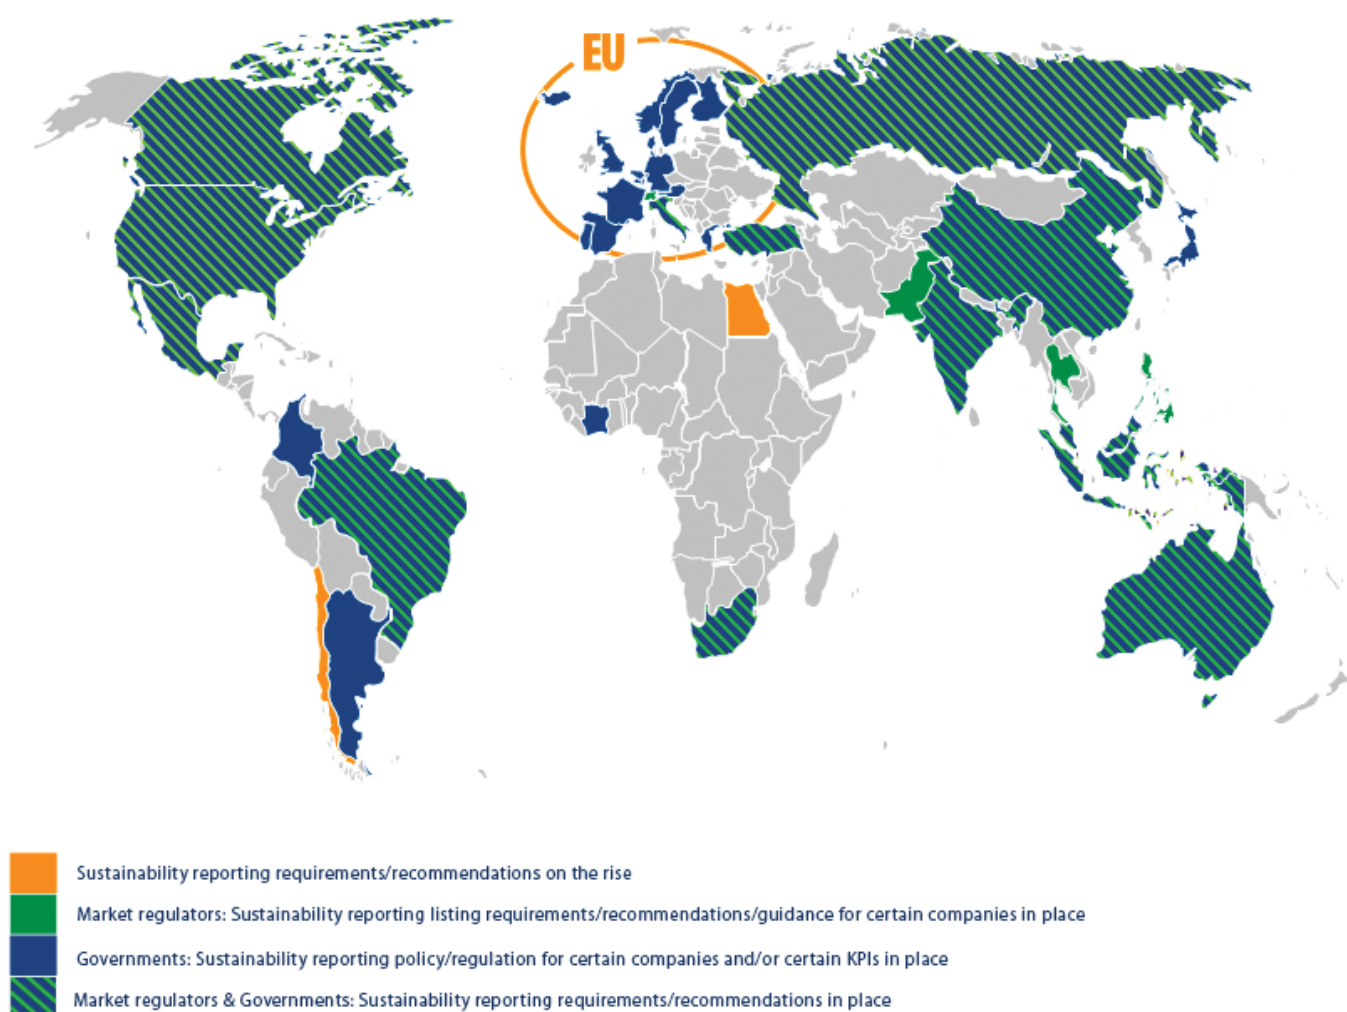 EU
Sustainability reporting requirements/recommendations on the rise
Market regulators: Sustainability reporting listing requirements/recommendations/guidance for certain companies in place
Governments: Sustainability reporting policy/regulation for certain companies and/or certain KPIs in place
Market regulators & Governments: Sustainability reporting requirements/recommendations in place